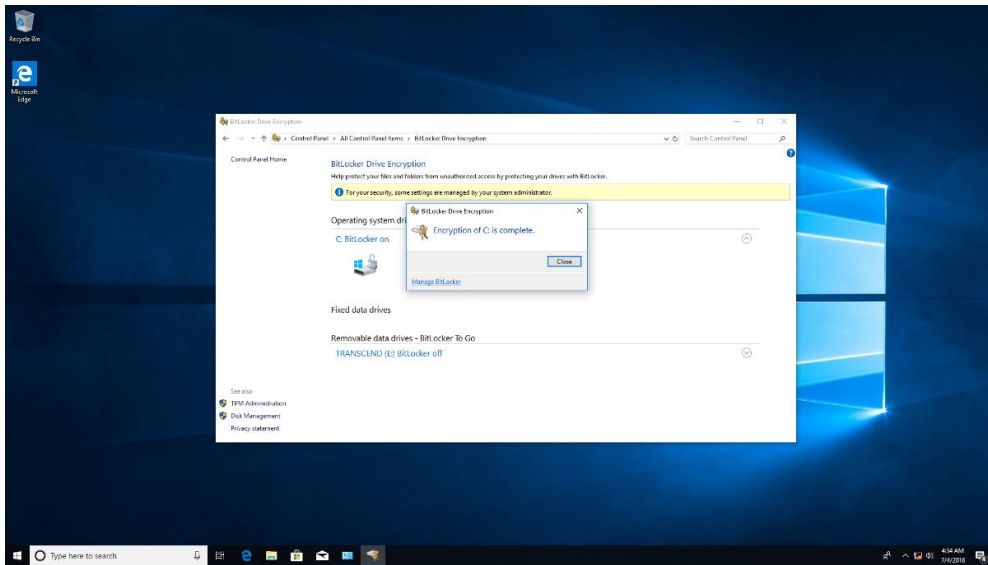 Recycle Bin
Microsoft
Edge
BitLocker Drive Encryption
Control Panel > All Control Panel Items > BitLocker Drive Encryption
Search Control Panel
Control Panel Home
BitLocker Drive Encryption
Help protect your files and folders from unauthorized access by protecting your drives with BitLocker.
For your security, some settings are managed by your system administrator.
Operating system dri
C: BitLocker on
BitLocker Drive Encryption
Encryption of C: is complete.
Close
Manage BitLocker
Fixed data drives
Removable data drives - BitLocker To Go
TRANSCEND (E:) BitLocker off
See also
TPM Administration
Disk Management
Privacy statement
Type here to search
4:34 AM
7/4/2018